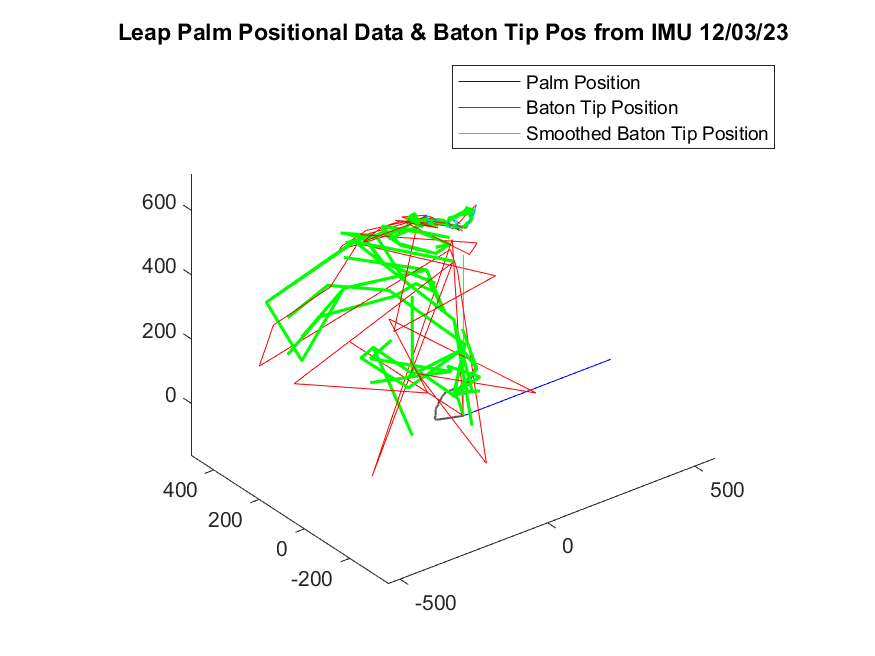 Leap Palm Positional Data & Baton Tip Pos from IMU 12/03/23
Palm Position
Baton Tip Position
Smoothed Baton Tip Position
600
400
200
0
400
200
0
-200
500
0
-500